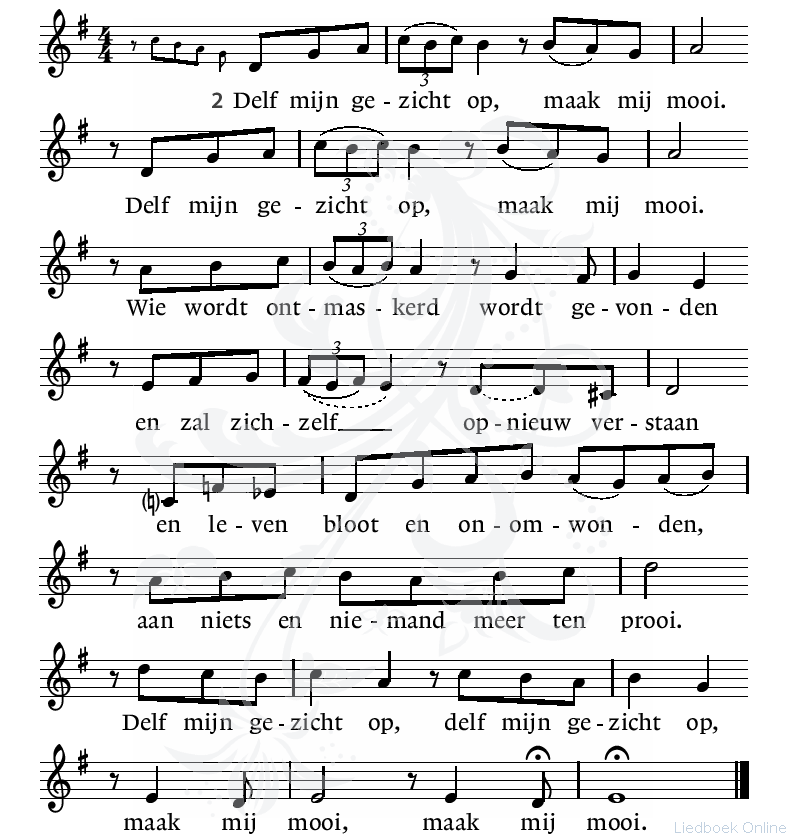 2 Delf mijn ge - zicht op, maak mij mooi.
Delf mijn ge - zicht op, maak mij mooi.
Wie wordt ont - mas - kerd wordt ge - von - den
en zal zich - zelf____ op - nieuw ver - staan
en le - ven bloot en on - om - won - den,
aan niets en nie - mand meer ten prooi.
Delf mijn ge - zicht op, delf mijn ge - zicht op,
maak mij mooi, maak mij mooi.
Liedboek Online